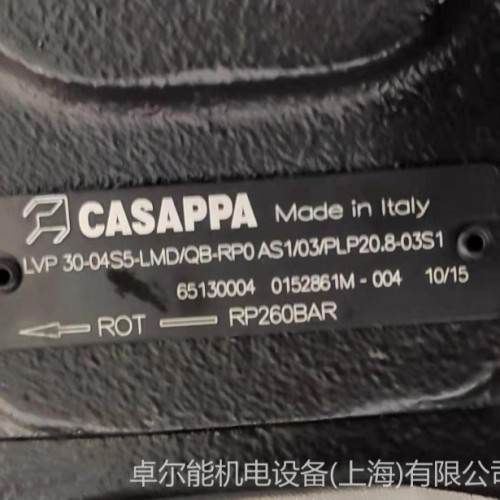 CASAPPA Made in Italy
LVP 30-04S5-LMD/QB-RP0 AS1/03/PLP20.8-03S1
65130004 0152861M - 004 10/15
ROT RP260BAR
卓尔能机电设备(上海)有限公司